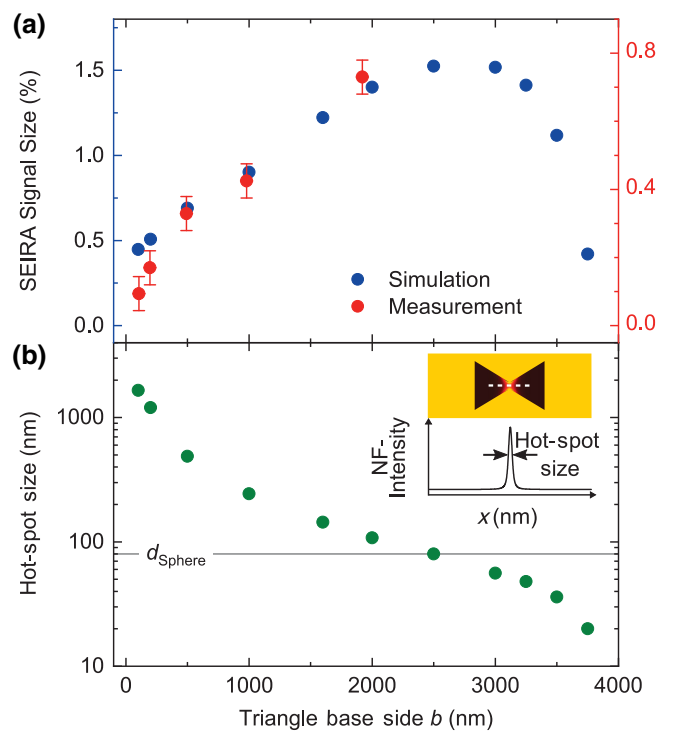 (a)
SEIRA Signal Size (%)
1.5
1.0
0.5
0.0
0.8
0.4
0.0
Simulation
Measurement
(b)
Hot-spot size (nm)
1000
100
10
d_Sphere
NF-
Intensity
Hot-spot
size
x (nm)
0 1000 2000 3000 4000
Triangle base side b (nm)